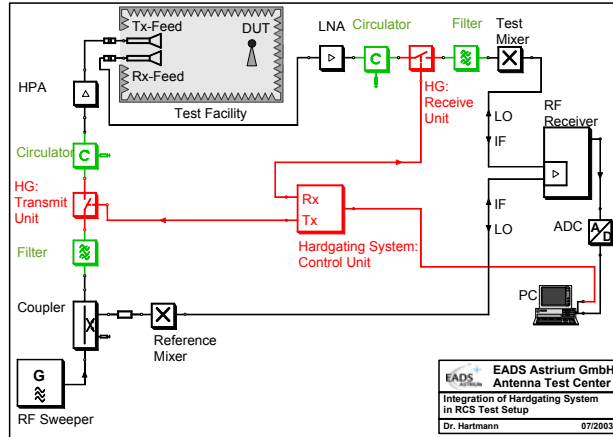 Tx-Feed
DUT
Rx-Feed
Test Facility
LNA
Circulator
Filter
Test
Mixer
C
HG:
Receive
Unit
HPA
LO
IF
RF
Receiver
Circulator
C
HG:
Transmit
Unit
Rx
Tx
Hardgating System:
Control Unit
IF
LO
ADC
A
D
Filter
Coupler
Reference
Mixer
PC
G
RF Sweeper
EADS
ASTRIUM
EADS Astrium GmbH
Antenna Test Center
Integration of Hardgating System
in RCS Test Setup
Dr. Hartmann 07/2003